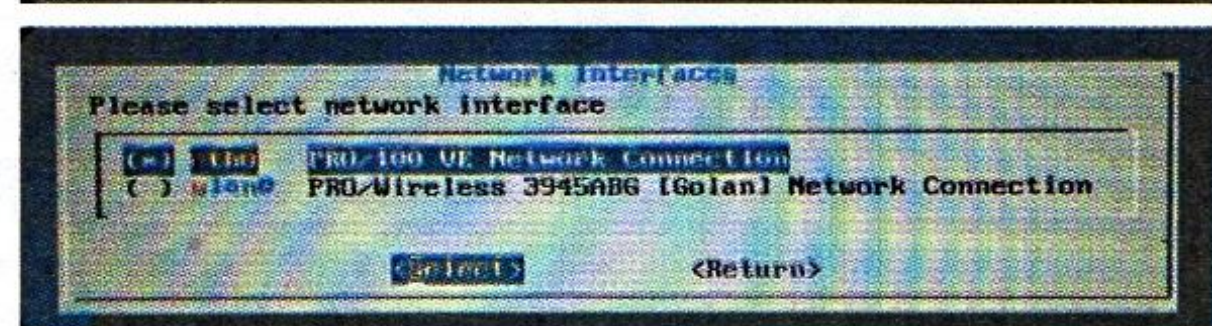 Network Interfaces
Please select network interface
(*) eth0 PRO/100 VE Network Connection
( ) wlan0 PRO/Wireless 3945ABG [Golan] Network Connection
<Select> <Return>